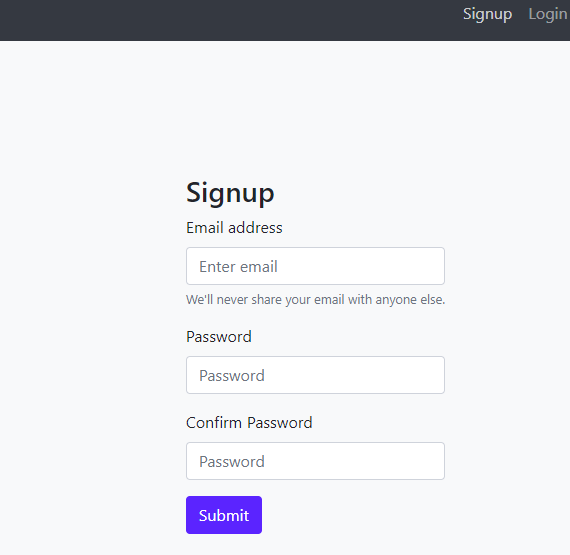 Signup Login
Signup
Email address
Enter email
We'll never share your email with anyone else.
Password
Password
Confirm Password
Password
Submit